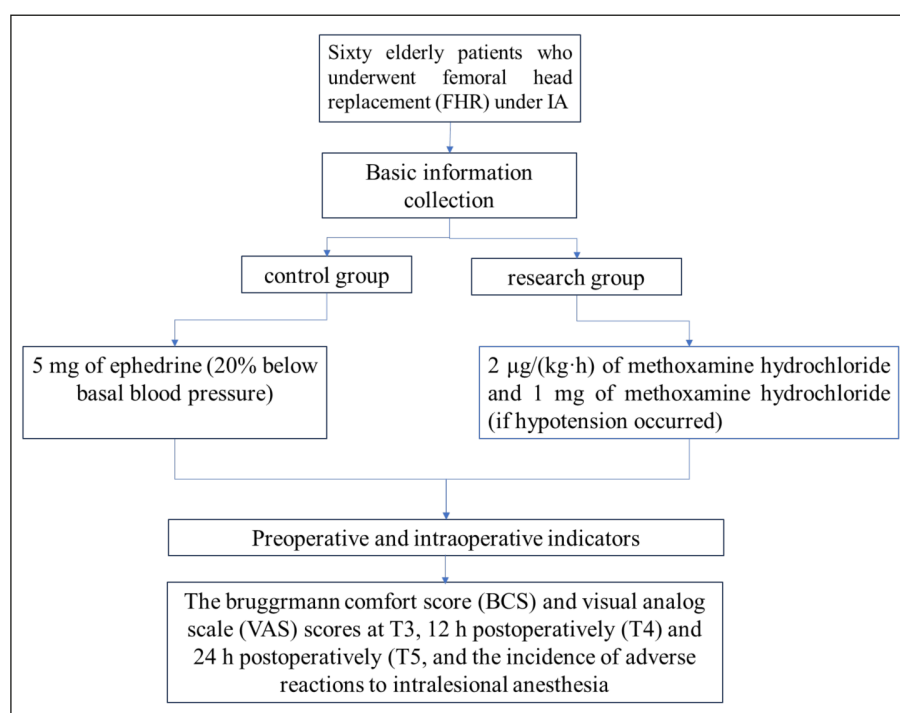 Sixty elderly patients who
underwent femoral head
replacement (FHR) under IA
Basic information
collection
control group
research group
5 mg of ephedrine (20% below
basal blood pressure)
2 μg/(kg·h) of methoxamine hydrochloride
and 1 mg of methoxamine hydrochloride
(if hypotension occurred)
Preoperative and intraoperative indicators
The bruggrmann comfort score (BCS) and visual analog
scale (VAS) scores at T3, 12 h postoperatively (T4) and
24 h postoperatively (T5, and the incidence of adverse
reactions to intralesional anesthesia